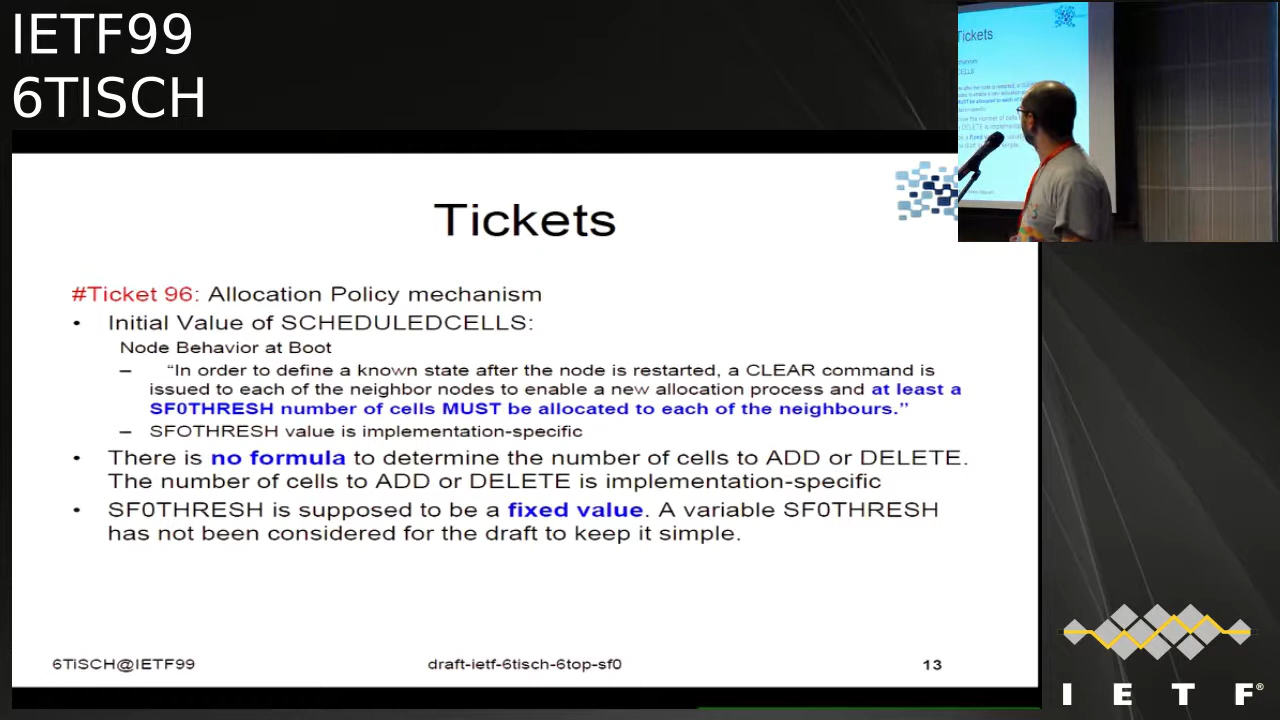 IETF99
6TISCH
Tickets
#Ticket 96: Allocation Policy mechanism
• Initial Value of SCHEDULEDCELLS:
Node Behavior at Boot
– “In order to define a known state after the node is restarted, a CLEAR command is
issued to each of the neighbor nodes to enable a new allocation process and at least a
SF0THRESH number of cells MUST be allocated to each of the neighbours.”
– SFOTHRESH value is implementation-specific
• There is no formula to determine the number of cells to ADD or DELETE.
The number of cells to ADD or DELETE is implementation-specific
• SF0THRESH is supposed to be a fixed value. A variable SF0THRESH
has not been considered for the draft to keep it simple.
6TiSCH@IETF99
draft-ietf-6tisch-6top-sf0
13
Tickets
I E T F®